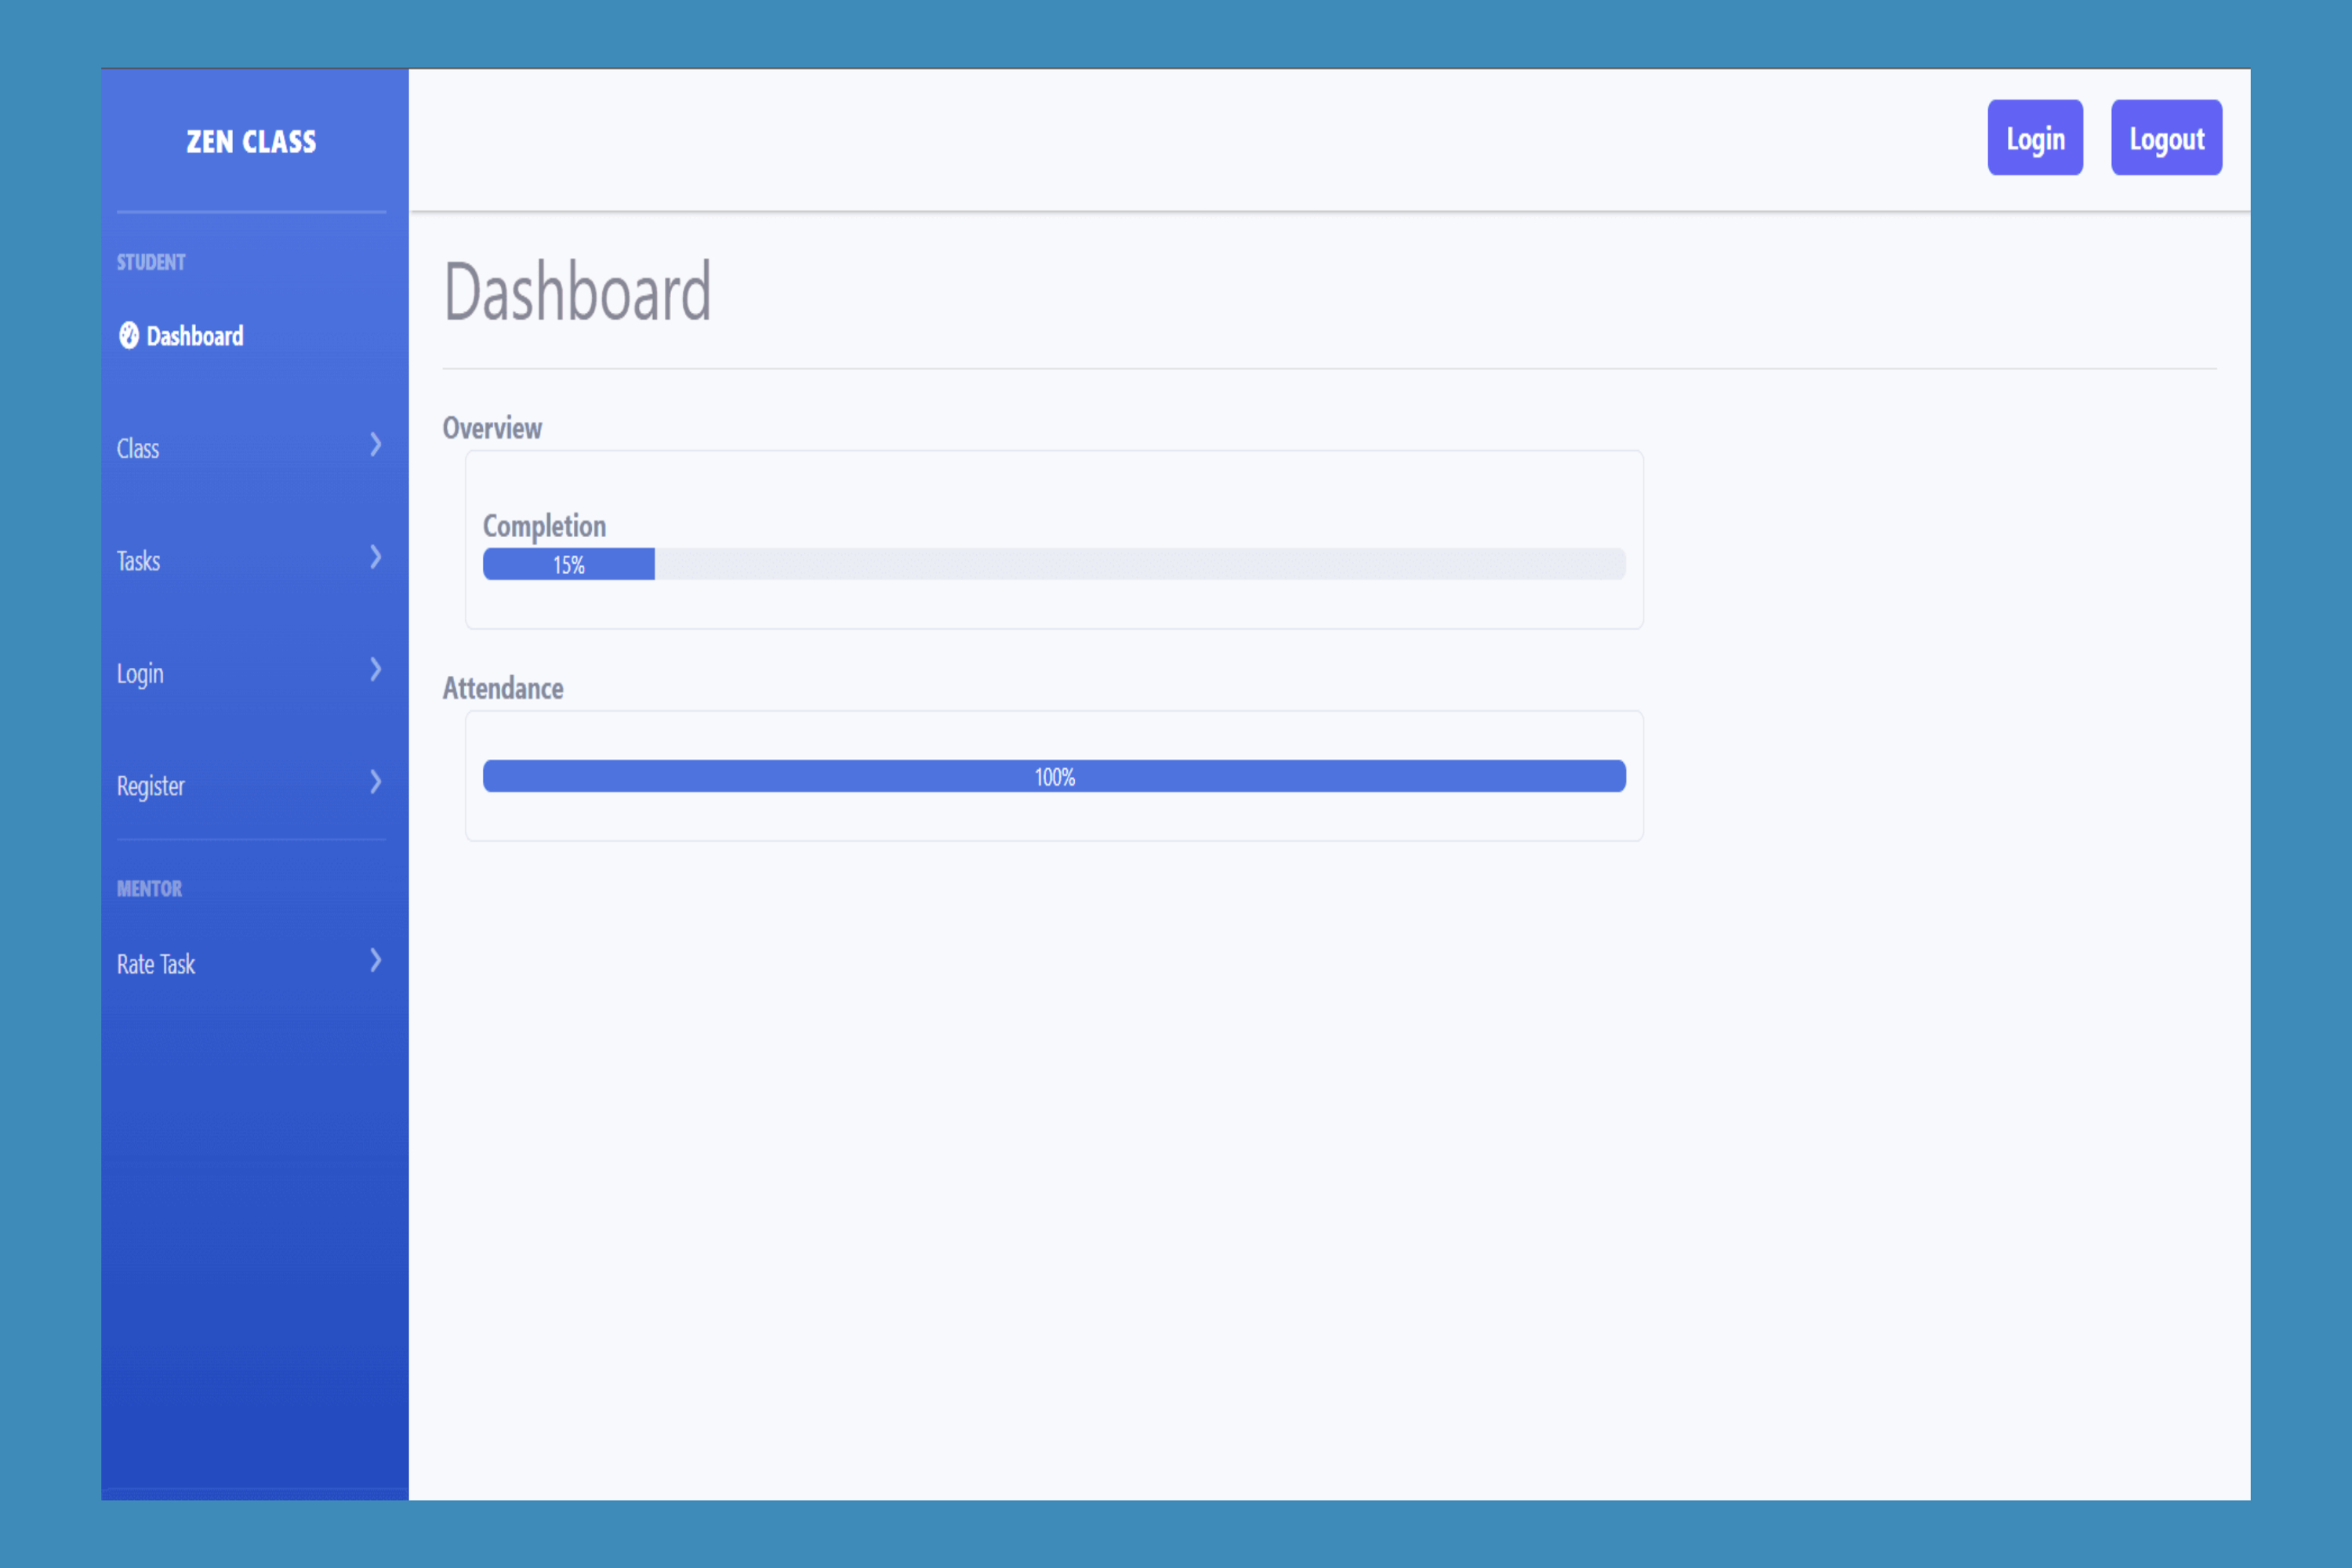 ZEN CLASS
Login
Logout
STUDENT
Dashboard
Class
Tasks
Login
Register
MENTOR
Rate Task
Dashboard
Overview
Completion
15%
Attendance
100%